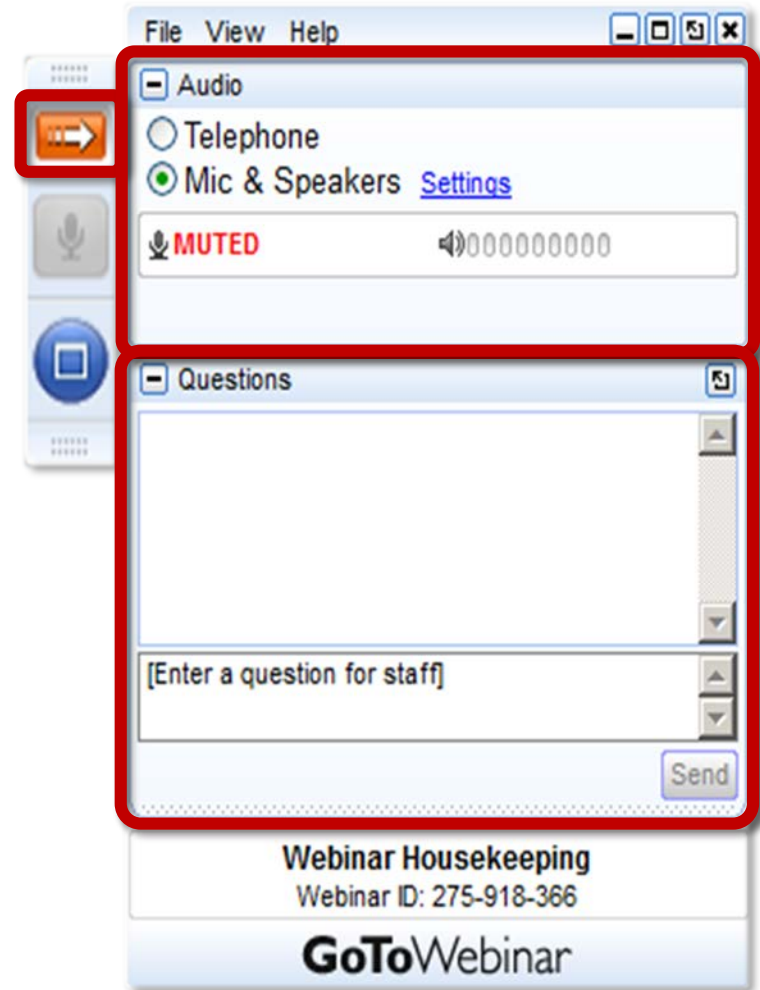 File View Help
Audio
Telephone
Mic & Speakers Settings
MUTED
Questions
[Enter a question for staff]
Send
Webinar Housekeeping
Webinar ID: 275-918-366
GoToWebinar